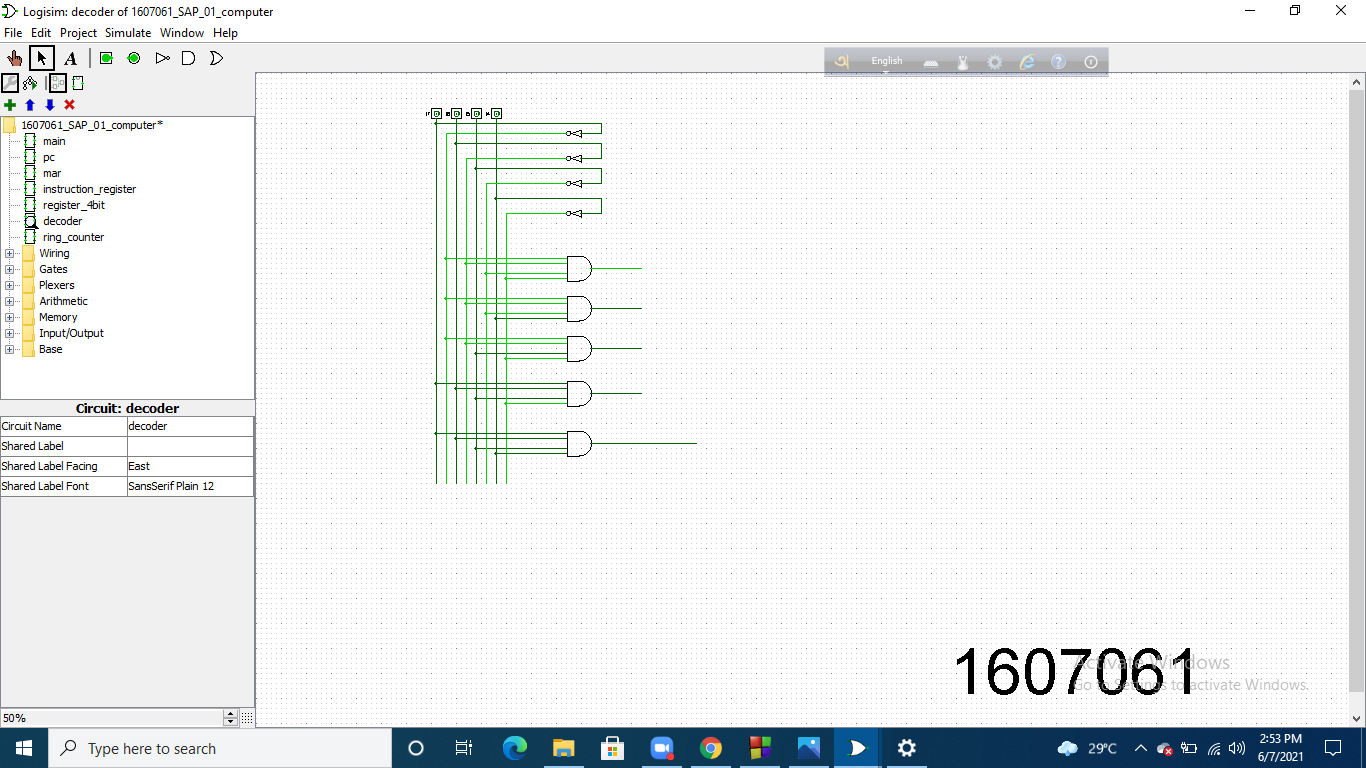 Logisim: decoder of 1607061_SAP_01_computer
File Edit Project Simulate Window Help
A
English
1607061_SAP_01_computer*
main
pc
mar
instruction_register
register_4bit
decoder
ring_counter
Wiring
Gates
Plexers
Arithmetic
Memory
Input/Output
Base
Circuit: decoder
Circuit Name decoder
Shared Label
Shared Label Facing East
Shared Label Font SansSerif Plain 12
1607061
Activate Windows
Go to Settings to activate Windows.
50%
Type here to search
29°C
2:53 PM
6/7/2021